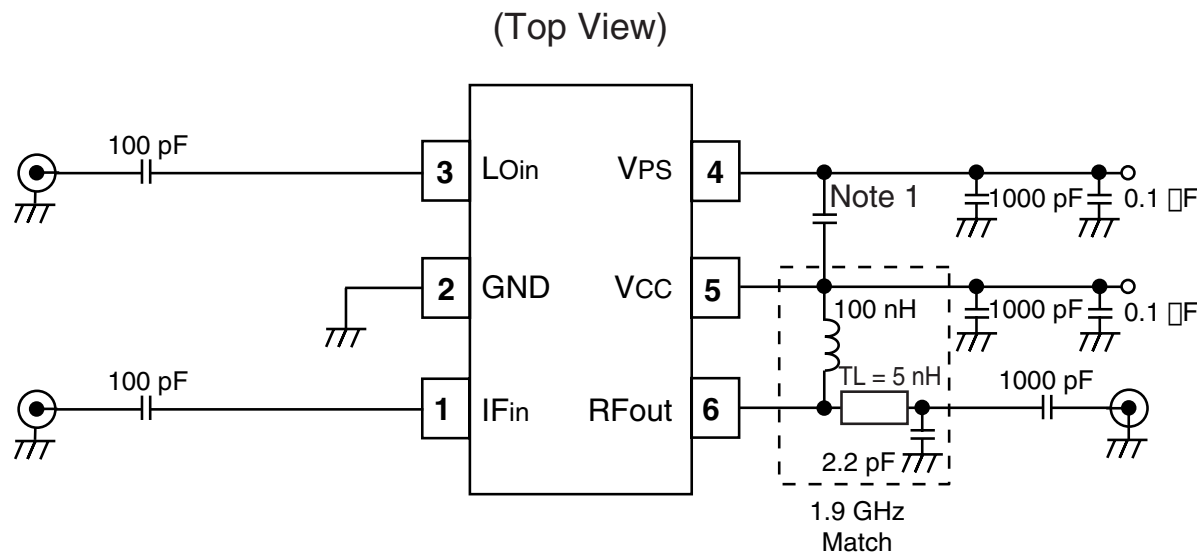 (Top View)
100 pF
3 LOin
VPS 4
Note 1
1000 pF
0.1 □F
2 GND
VCC 5
100 nH
1000 pF
0.1 □F
100 pF
1 IFin
RFout 6
TL = 5 nH
1000 pF
2.2 pF
1.9 GHz
Match